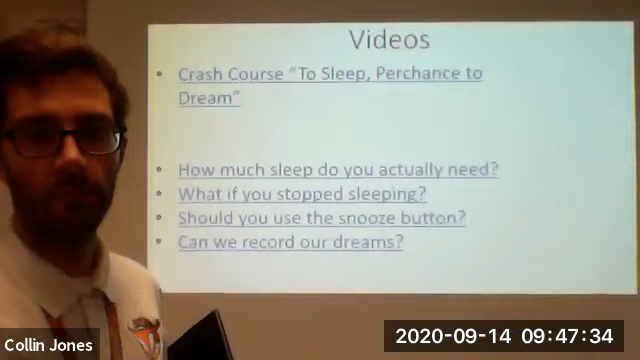 Videos
• Crash Course “To Sleep, Perchance to
Dream”
• How much sleep do you actually need?
• What if you stopped sleeping?
• Should you use the snooze button?
• Can we record our dreams?
Collin Jones
2020-09-14 09:47:34